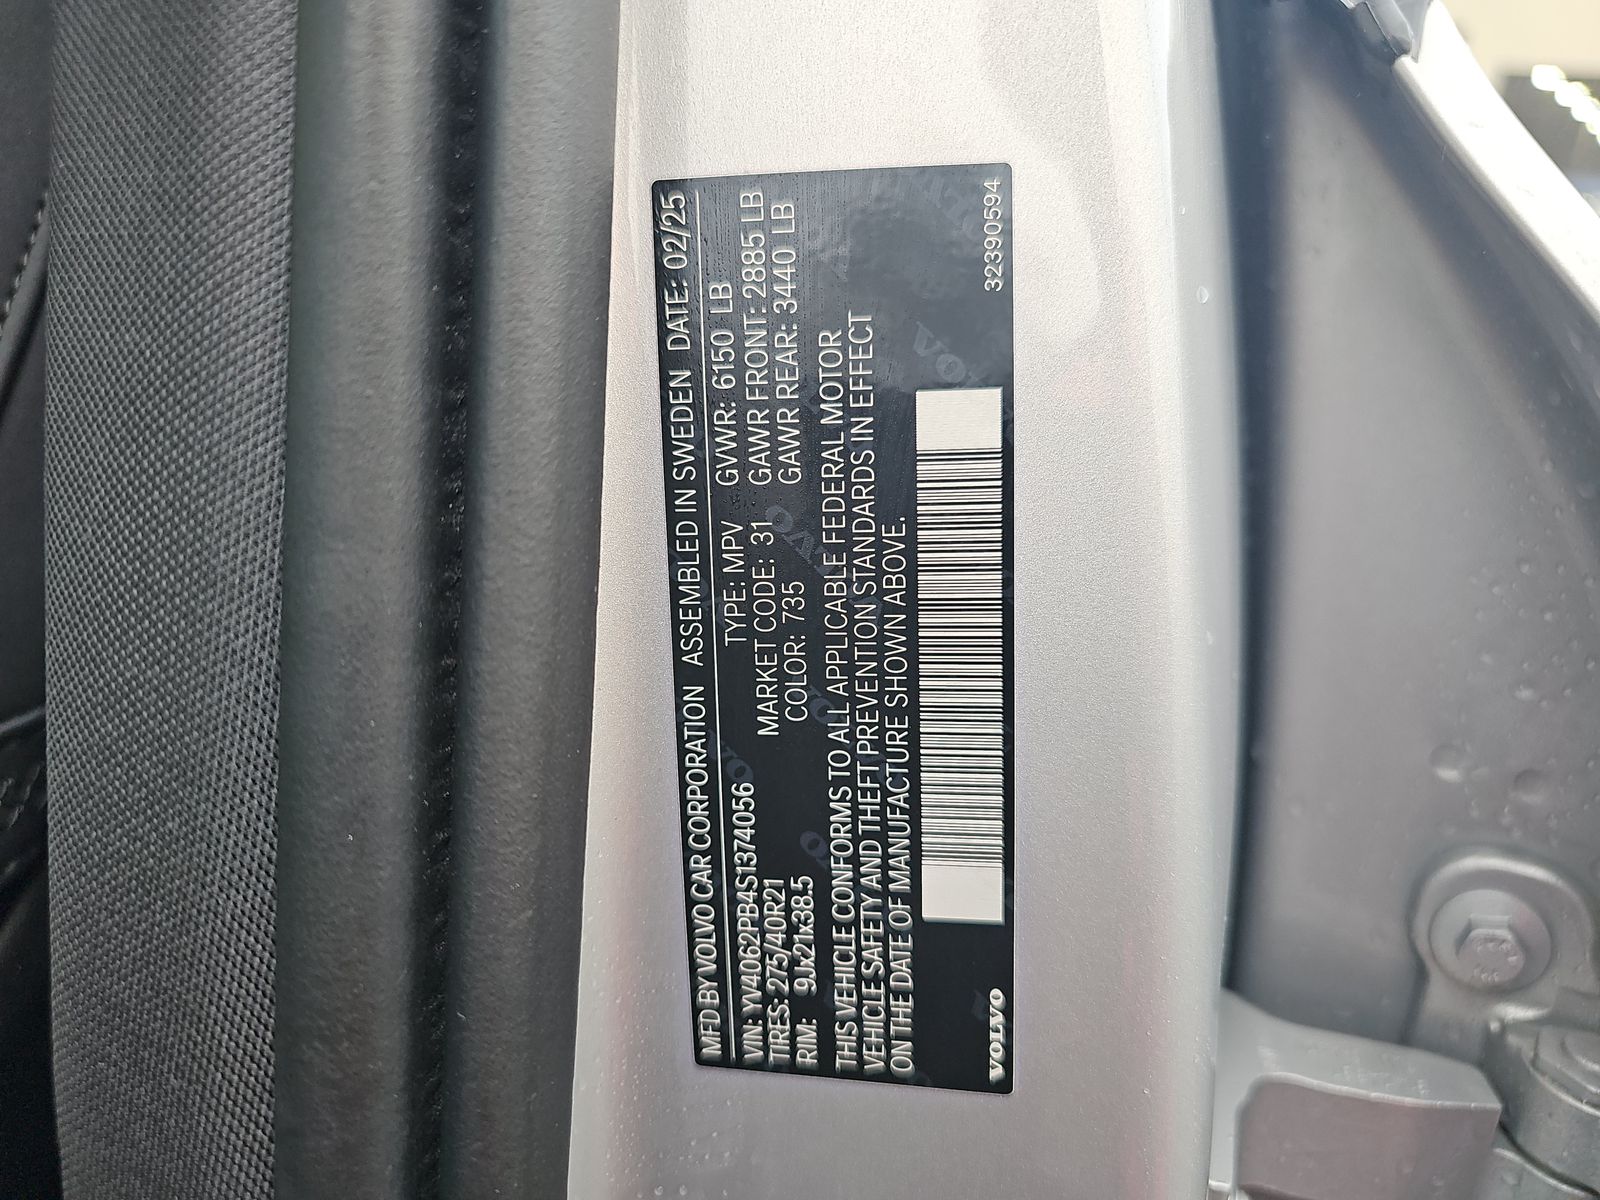 MFD BY VOLVO CAR CORPORATION ASSEMBLED IN SWEDEN DATE: 02/25
VIN: YV4062PB4S1374056 TYPE: MPV GVWR: 6150 LB
TIRES: 275/40R21 MARKET CODE: 31 GAWR FRONT: 2885 LB
RIM: 9Jx21x38.5 COLOR: 735 GAWR REAR: 3440 LB
THIS VEHICLE CONFORMS TO ALL APPLICABLE FEDERAL MOTOR
VEHICLE SAFETY AND THEFT PREVENTION STANDARDS IN EFFECT
ON THE DATE OF MANUFACTURE SHOWN ABOVE.
VOLVO 32390594